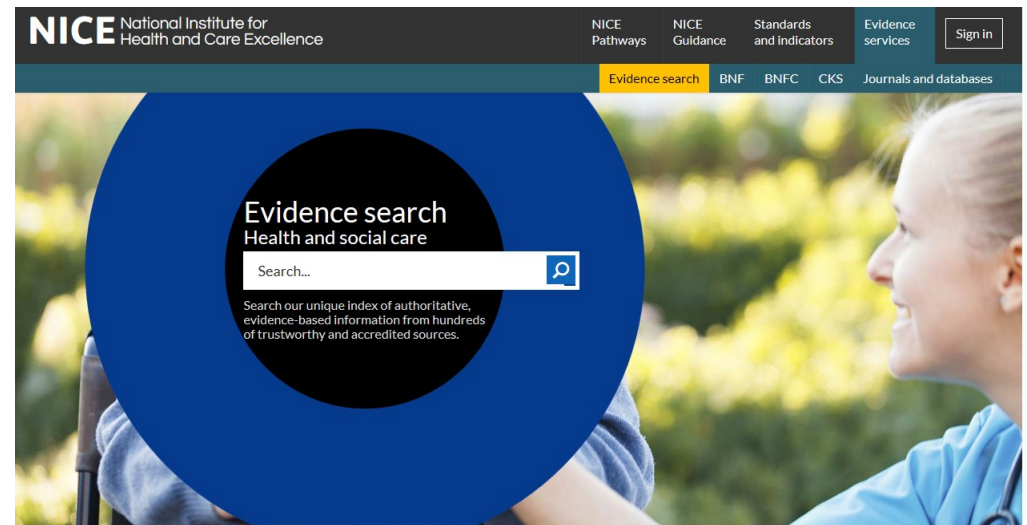 NICE National Institute for
Health and Care Excellence
NICE
Pathways
NICE
Guidance
Standards
and indicators
Evidence
services
Sign in
Evidence search
BNF
BNFC
CKS
Journals and databases
Evidence search
Health and social care
Search...
Search our unique index of authoritative,
evidence-based information from hundreds
of trustworthy and accredited sources.